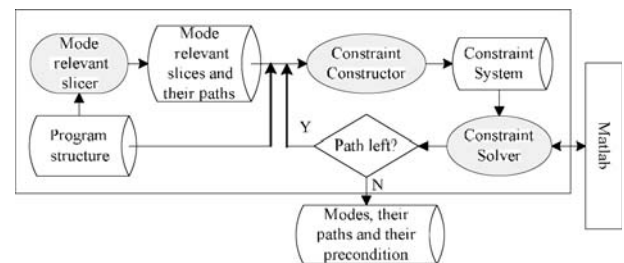 Mode
relevant
slicer
Mode
relevant
slices and
their paths
Constraint
Constructor
Constraint
System
Program
structure
Y
Path left?
Constraint
Solver
Matlab
N
Modes, their
paths and their
precondition